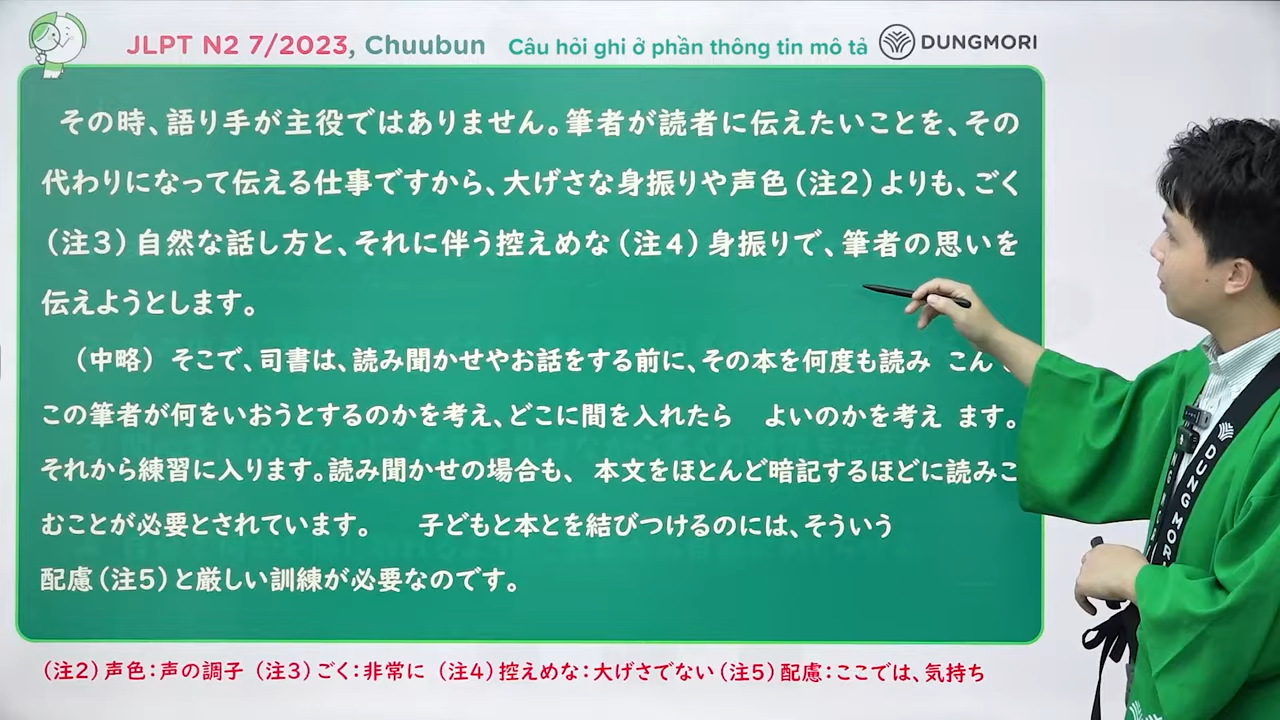 JLPT N2 7/2023, Chuubun Câu hỏi ghi ở phần thông tin mô tả DUNGMORI
その時、語り手が主役ではありません。筆者が読者に伝えたいことを、その
代わりになって伝える仕事ですから、大げさな身振りや声色(注2)よりも、ごく
(注3)自然な話し方と、それに伴う控えめな(注4)身振りで、筆者の思いを
伝えようとします。
(中略)そこで、司書は、読み聞かせやお話をする前に、その本を何度も読み こん
この筆者が何をいおうとするのかを考え、どこに間を入れたら よいのかを考え ます。
それから練習に入ります。読み聞かせの場合も、 本文をほとんど暗記するほどに読みこ
むことが必要とされています。 子どもと本とを結びつけるのには、そういう
配慮(注5)と厳しい訓練が必要なのです。
(注2)声色:声の調子 (注3)ごく:非常に (注4)控えめな:大げさでない(注5)配慮:ここでは、気持ち
DUNG MORI